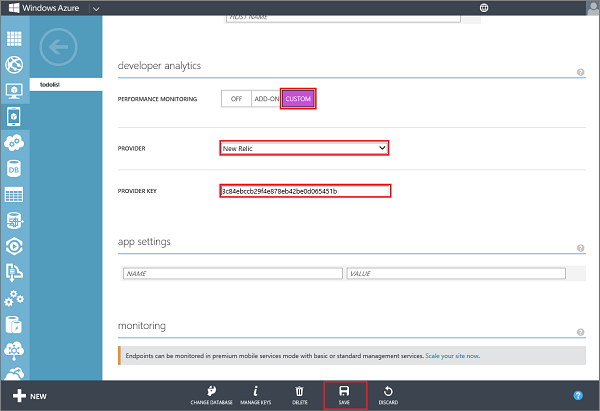 Windows Azure
HOST NAME
todolist
developer analytics
PERFORMANCE MONITORING
OFF
ADD-ON
CUSTOM
PROVIDER
New Relic
PROVIDER KEY
3c84ebccb29f4e878eb42be0d065451b
app settings
NAME
VALUE
monitoring
Endpoints can be monitored in premium mobile services mode with basic or standard management services. Scale your site now.
DB
NEW
CHANGE DATABASE
MANAGE KEYS
DELETE
SAVE
DISCARD